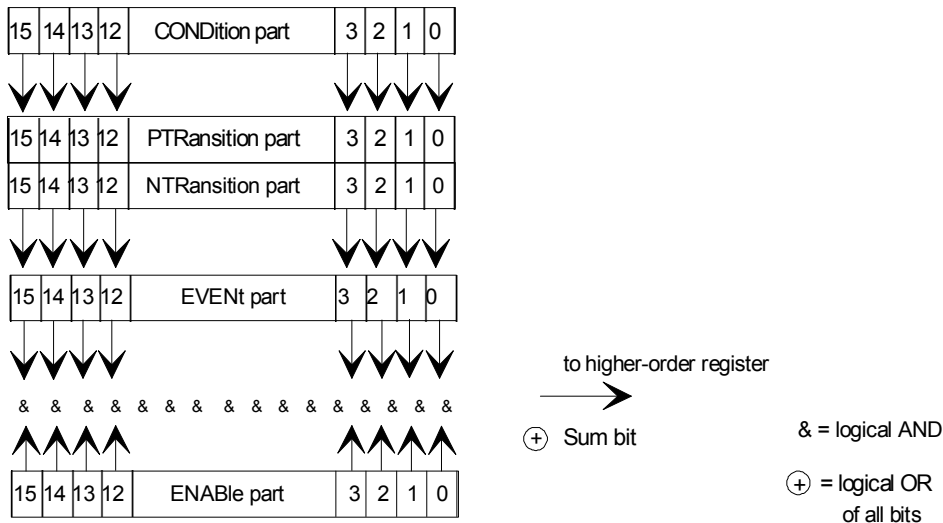 15 14 13 12 CONDition part 3 2 1 0
15 14 13 12 PTRansition part 3 2 1 0
15 14 13 12 NTRansition part 3 2 1 0
15 14 13 12 EVENt part 3 2 1 0
to higher-order register
& & & & & & & & & & & & & & & &
+ Sum bit
& = logical AND
15 14 13 12 ENABle part 3 2 1 0
+ = logical OR
of all bits